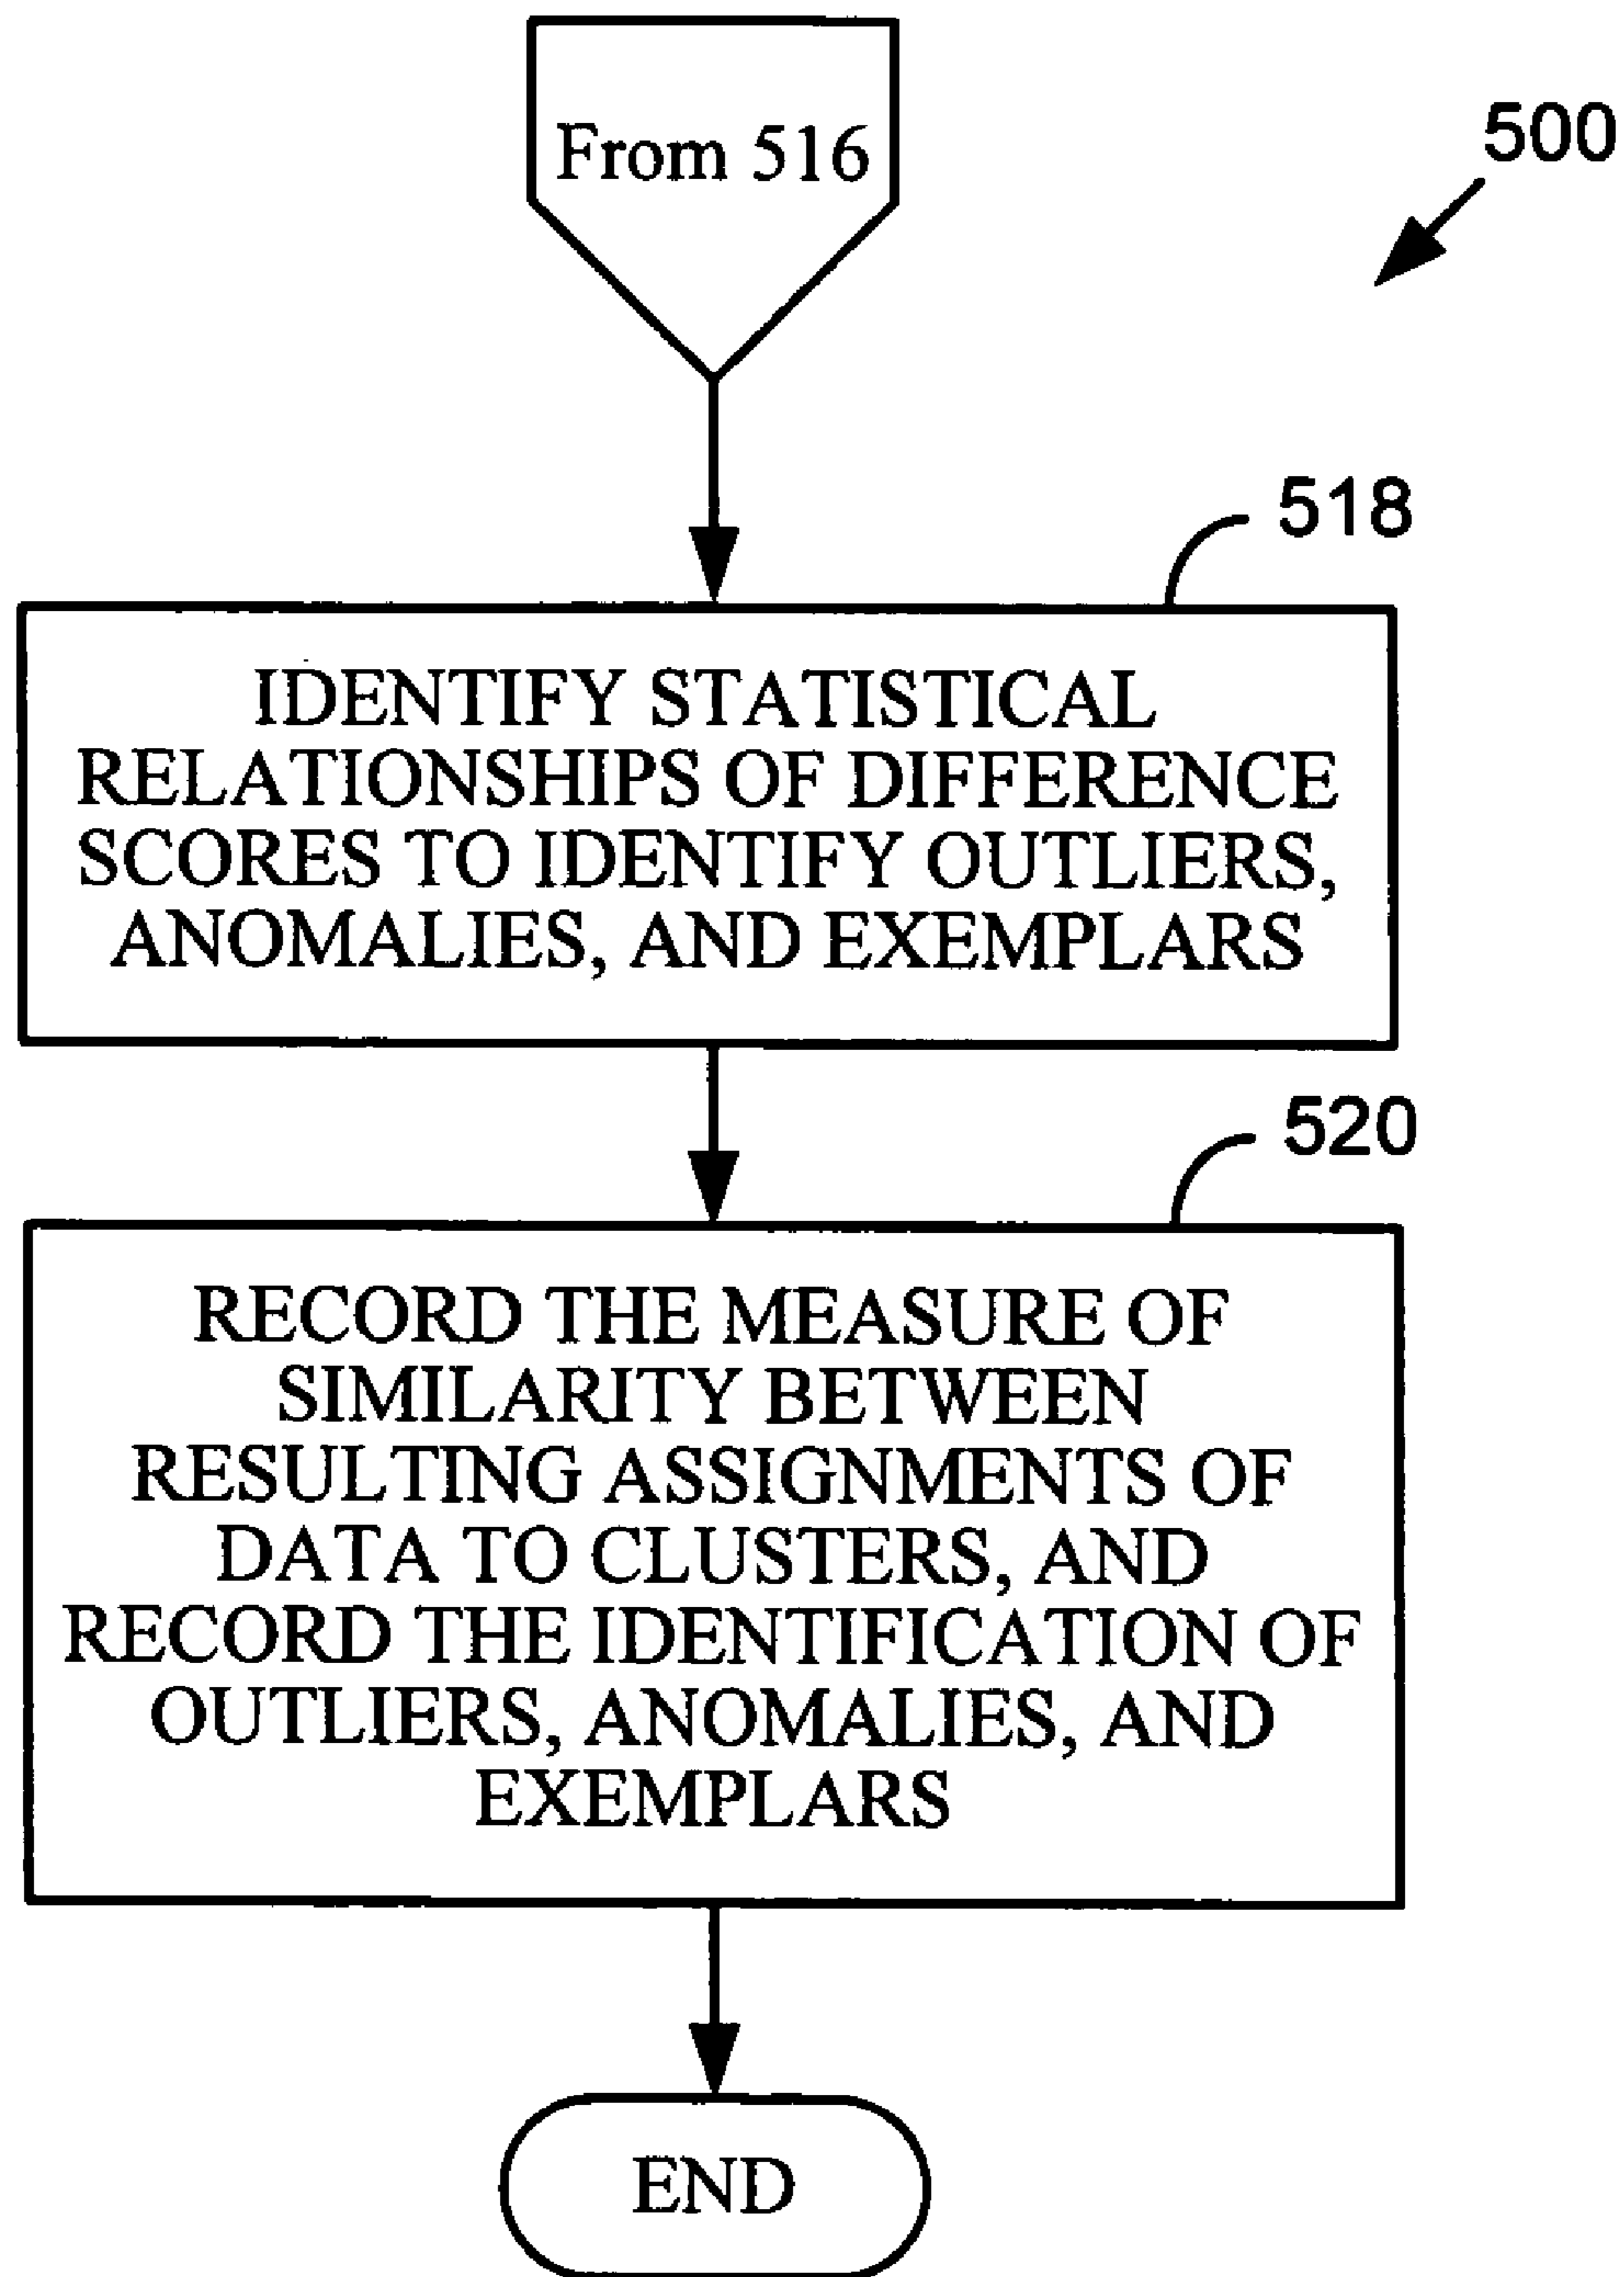 From 516
500
518
IDENTIFY STATISTICAL
RELATIONSHIPS OF DIFFERENCE
SCORES TO IDENTIFY OUTLIERS,
ANOMALIES, AND EXEMPLARS
520
RECORD THE MEASURE OF
SIMILARITY BETWEEN
RESULTING ASSIGNMENTS OF
DATA TO CLUSTERS, AND
RECORD THE IDENTIFICATION OF
OUTLIERS, ANOMALIES, AND
EXEMPLARS
END